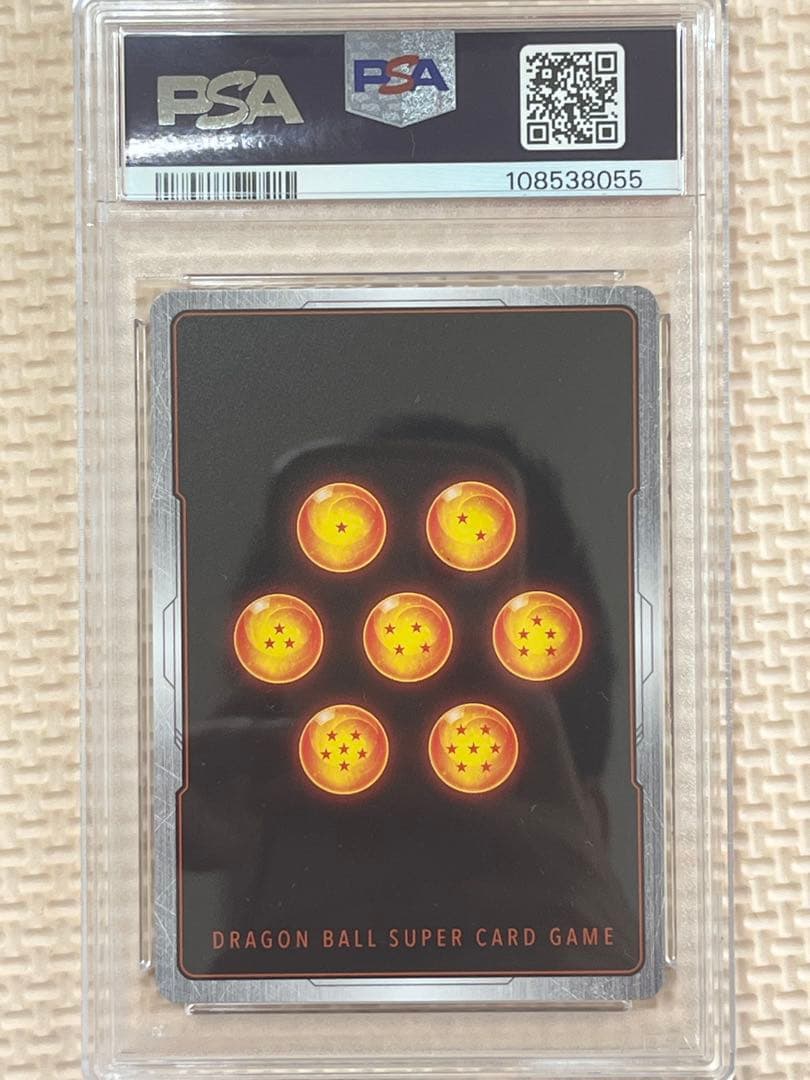 PSA
PSA
108538055
DRAGON BALL SUPER CARD GAME